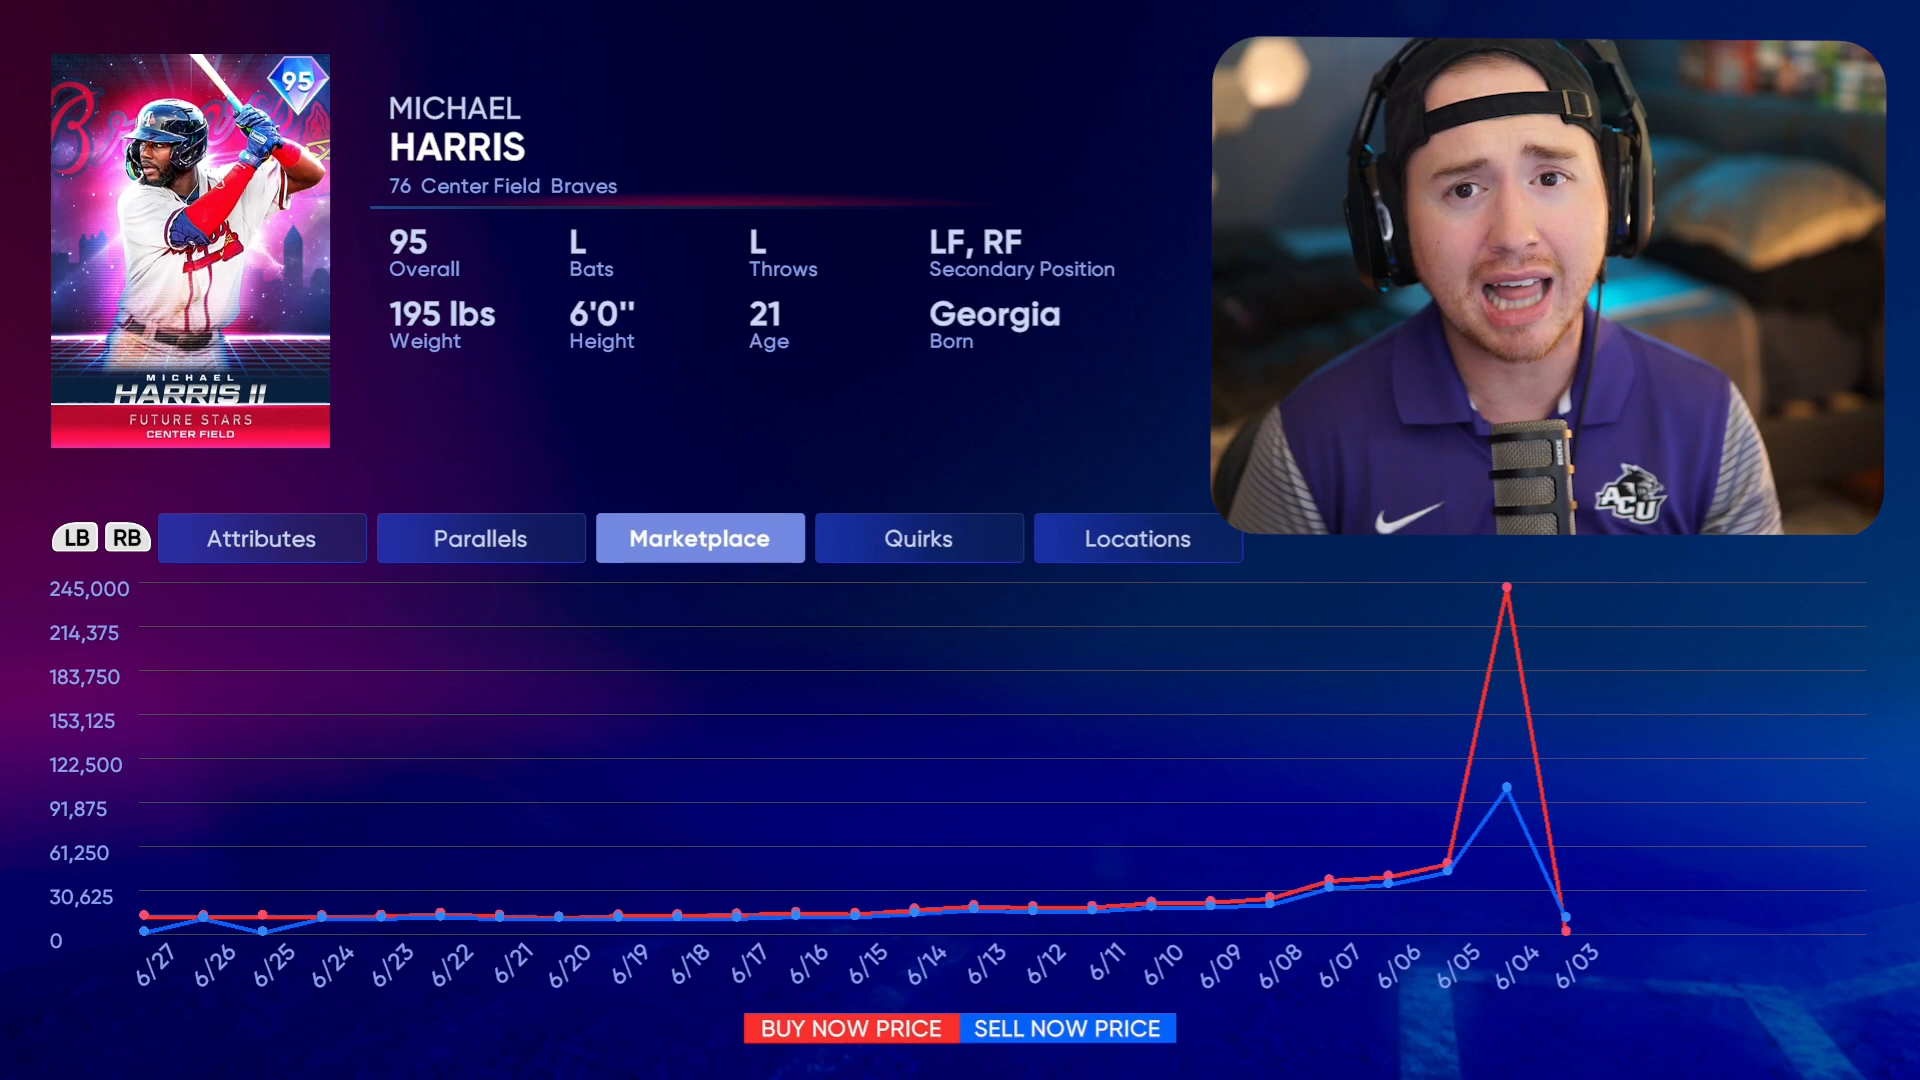 95
MICHAEL
HARRIS II
FUTURE STARS
CENTER FIELD
MICHAEL
HARRIS
76 Center Field Braves
95 L L LF, RF
Overall Bats Throws Secondary Position
195 lbs 6'0" 21 Georgia
Weight Height Age Born
RODE
ACU
LB RB Attributes Parallels Marketplace Quirks Locations
245,000
214,375
183,750
153,125
122,500
91,875
61,250
30,625
0
6/27 6/26 6/25 6/24 6/23 6/22 6/21 6/20 6/19 6/18 6/17 6/16 6/15 6/14 6/13 6/12 6/11 6/10 6/09 6/08 6/07 6/06 6/05 6/04 6/03
BUY NOW PRICE SELL NOW PRICE